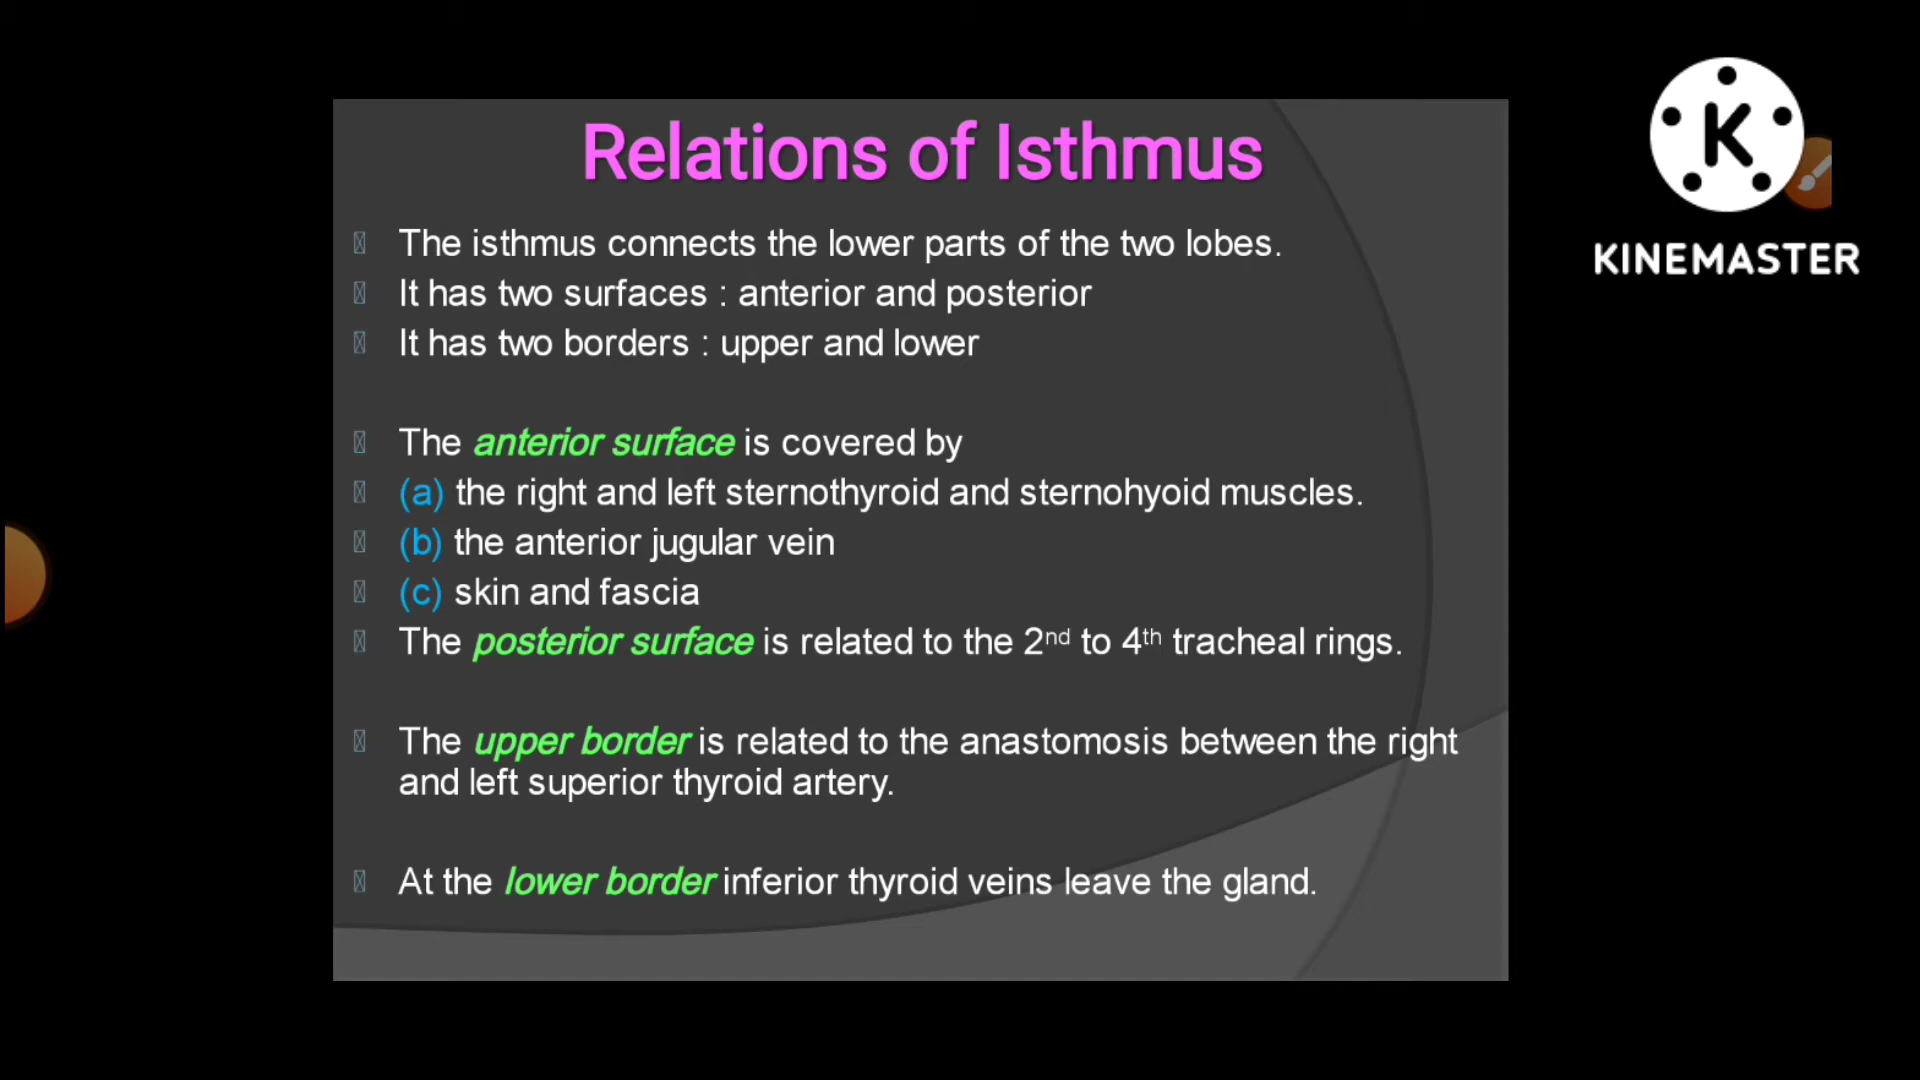 Relations of Isthmus
The isthmus connects the lower parts of the two lobes.
It has two surfaces : anterior and posterior
It has two borders : upper and lower
The anterior surface is covered by
(a) the right and left sternothyroid and sternohyoid muscles.
(b) the anterior jugular vein
(c) skin and fascia
The posterior surface is related to the 2nd to 4th tracheal rings.
The upper border is related to the anastomosis between the right
and left superior thyroid artery.
At the lower border inferior thyroid veins leave the gland.
K
KINEMASTER